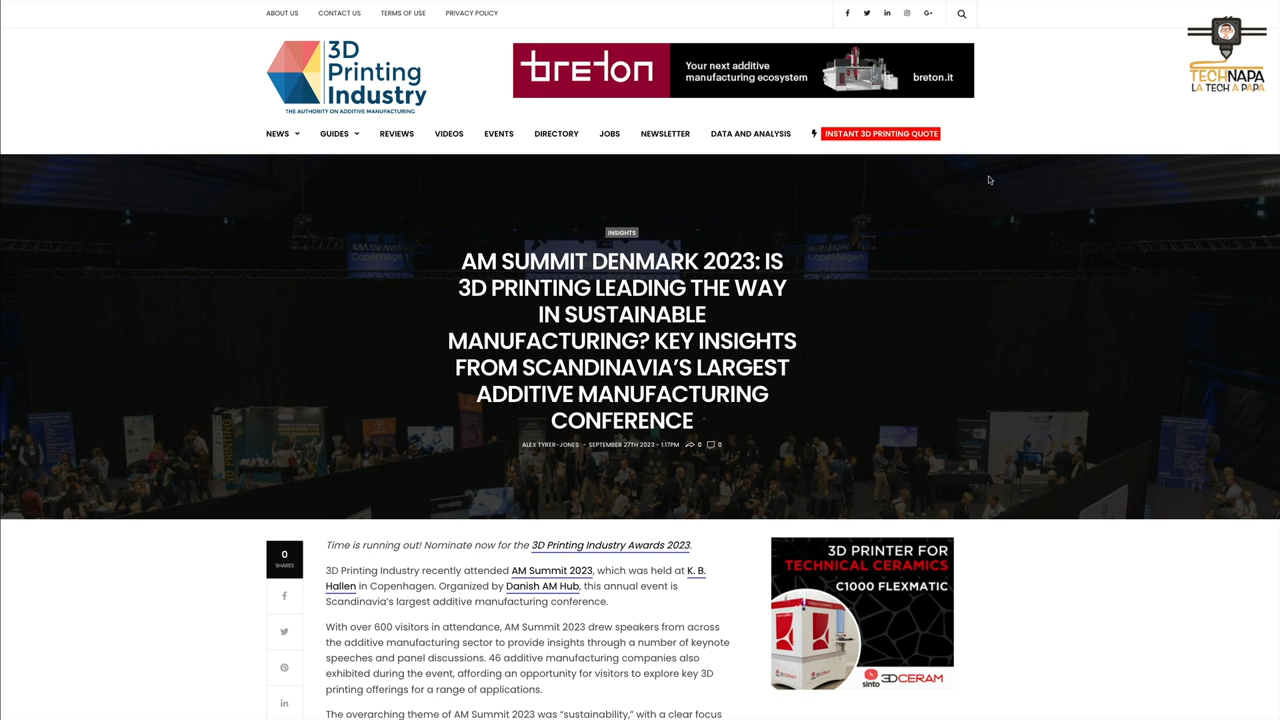 ABOUT US CONTACT US TERMS OF USE PRIVACY POLICY
3D
Printing
Industry
THE AUTHORITY ON ADDITIVE MANUFACTURING
breton
Your next additive
manufacturing ecosystem
breton.it
TECHNAPA
LA TECH A PAPA
NEWS GUIDES REVIEWS VIDEOS EVENTS DIRECTORY JOBS NEWSLETTER DATA AND ANALYSIS INSTANT 3D PRINTING QUOTE
Copenhagen
Copenhagen
INSIGHTS
AM SUMMIT DENMARK 2023: IS
3D PRINTING LEADING THE WAY
IN SUSTAINABLE
MANUFACTURING? KEY INSIGHTS
FROM SCANDINAVIA’S LARGEST
ADDITIVE MANUFACTURING
CONFERENCE
ALEX TYRER-JONES - SEPTEMBER 27TH 2023 - 1:17PM 0 0
0
SHARES
Time is running out! Nominate now for the 3D Printing Industry Awards 2023.
3D Printing Industry recently attended AM Summit 2023, which was held at K. B.
Hallen in Copenhagen. Organized by Danish AM Hub, this annual event is
Scandinavia’s largest additive manufacturing conference.
With over 600 visitors in attendance, AM Summit 2023 drew speakers from across
the additive manufacturing sector to provide insights through a number of keynote
speeches and panel discussions. 46 additive manufacturing companies also
exhibited during the event, affording an opportunity for visitors to explore key 3D
printing offerings for a range of applications.
The overarching theme of AM Summit 2023 was “sustainability,” with a clear focus
3D PRINTER FOR
TECHNICAL CERAMICS
C1000 FLEXMATIC
sinto 3DCERAM